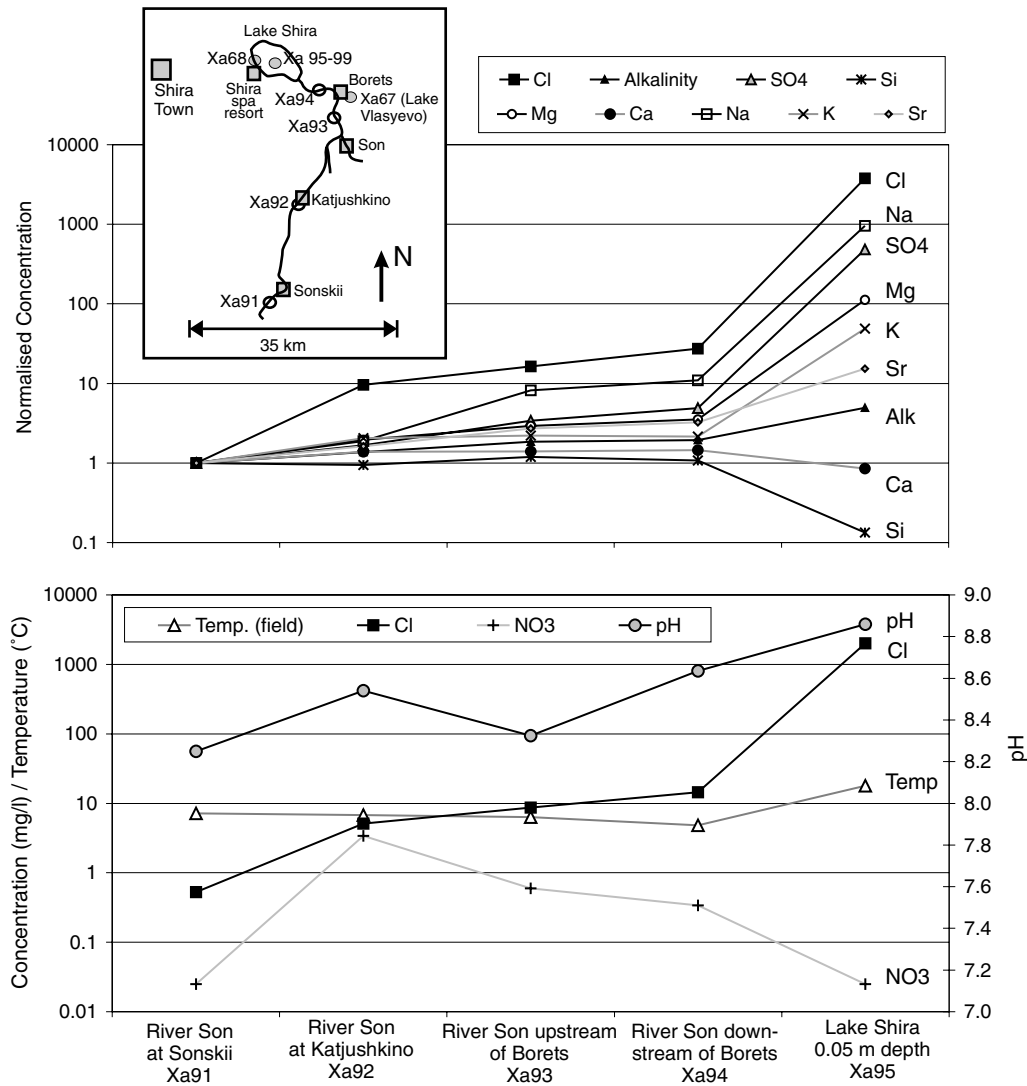 Lake Shira
Xa68
Xa 95-99
Shira
Town
Shira
spa
resort
Xa94
Borets
Xa67 (Lake
Vlasyevo)
Xa93
Son
Xa92
Katjushkino
N
Xa91
Sonskii
35 km
Cl
Alkalinity
SO4
Si
Mg
Ca
Na
K
Sr
Normalised Concentration
10000
1000
100
10
1
0.1
Cl
Na
SO4
Mg
K
Sr
Alk
Ca
Si
Concentration (mg/l) / Temperature (˚C)
10000
1000
100
10
1
0.1
0.01
Temp. (field)
Cl
NO3
pH
pH
Cl
Temp
NO3
9.0
8.8
8.6
8.4
8.2
8.0
7.8
7.6
7.4
7.2
7.0
pH
River Son
at Sonskii
Xa91
River Son
at Katjushkino
Xa92
River Son upstream
of Borets
Xa93
River Son down-
stream of Borets
Xa94
Lake Shira
0.05 m depth
Xa95